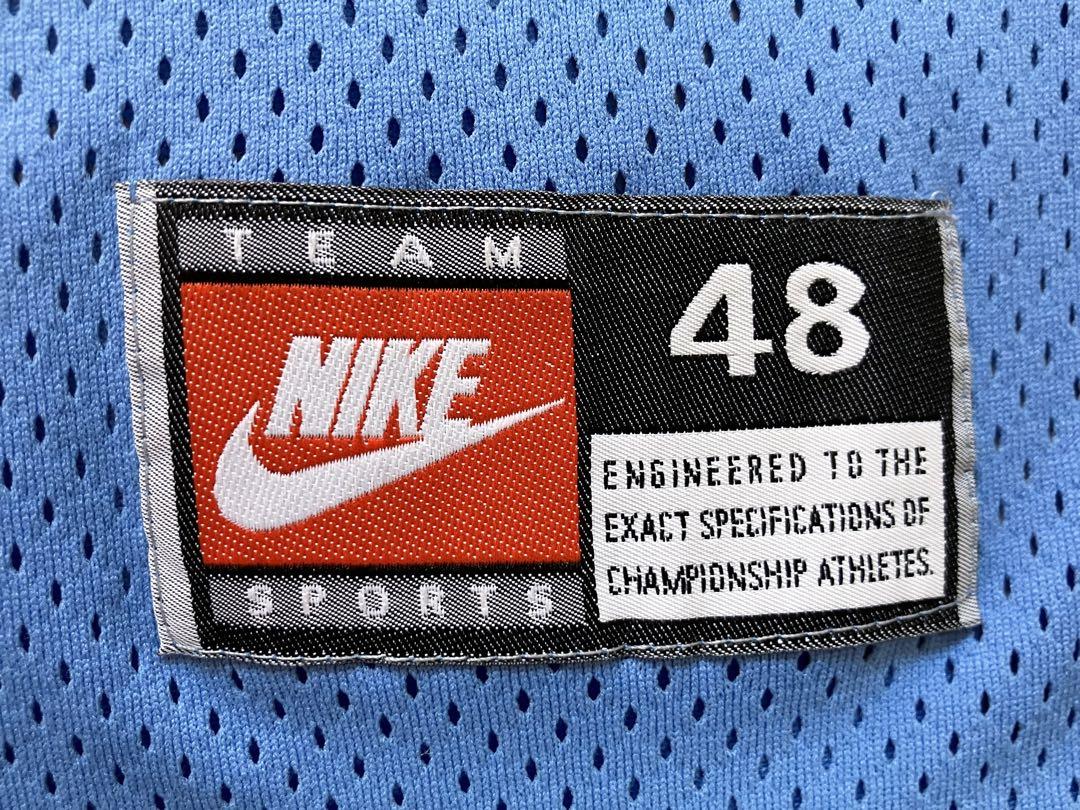 TEAM
NIKE
SPORTS
48
ENGINEERED TO THE
EXACT SPECIFICATIONS OF
CHAMPIONSHIP ATHLETES.